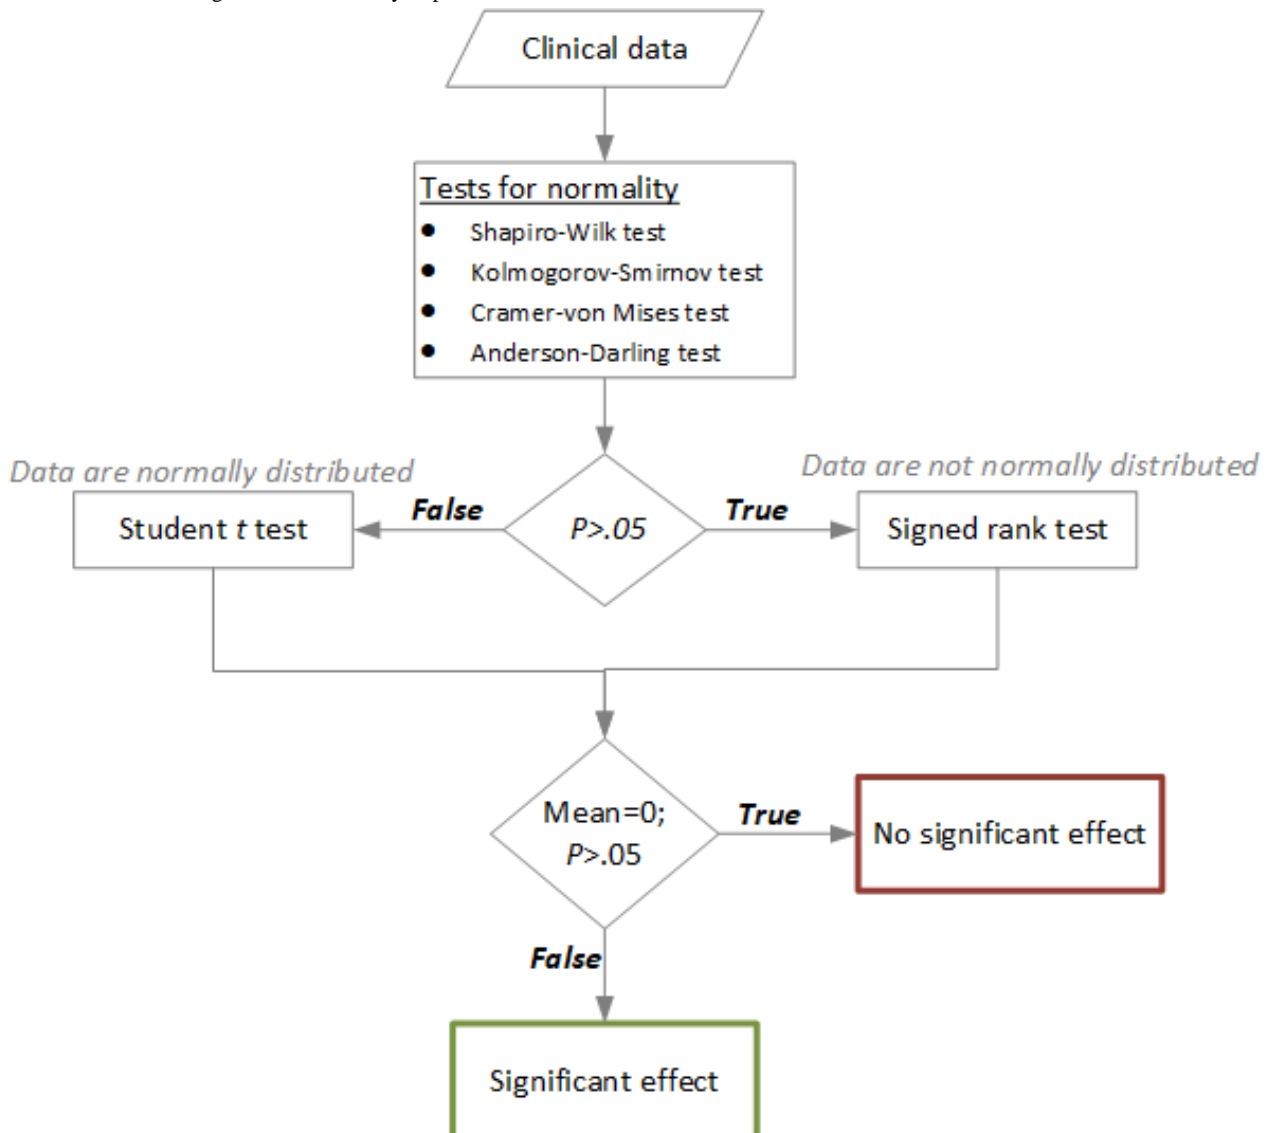 Clinical data
Tests for normality
● Shapiro-Wilk test
● Kolmogorov-Smirnov test
● Cramer-von Mises test
● Anderson-Darling test
Data are normally distributed
Data are not normally distributed
Student t test
False
P>.05
True
Signed rank test
Mean=0;
P>.05
True
No significant effect
False
Significant effect